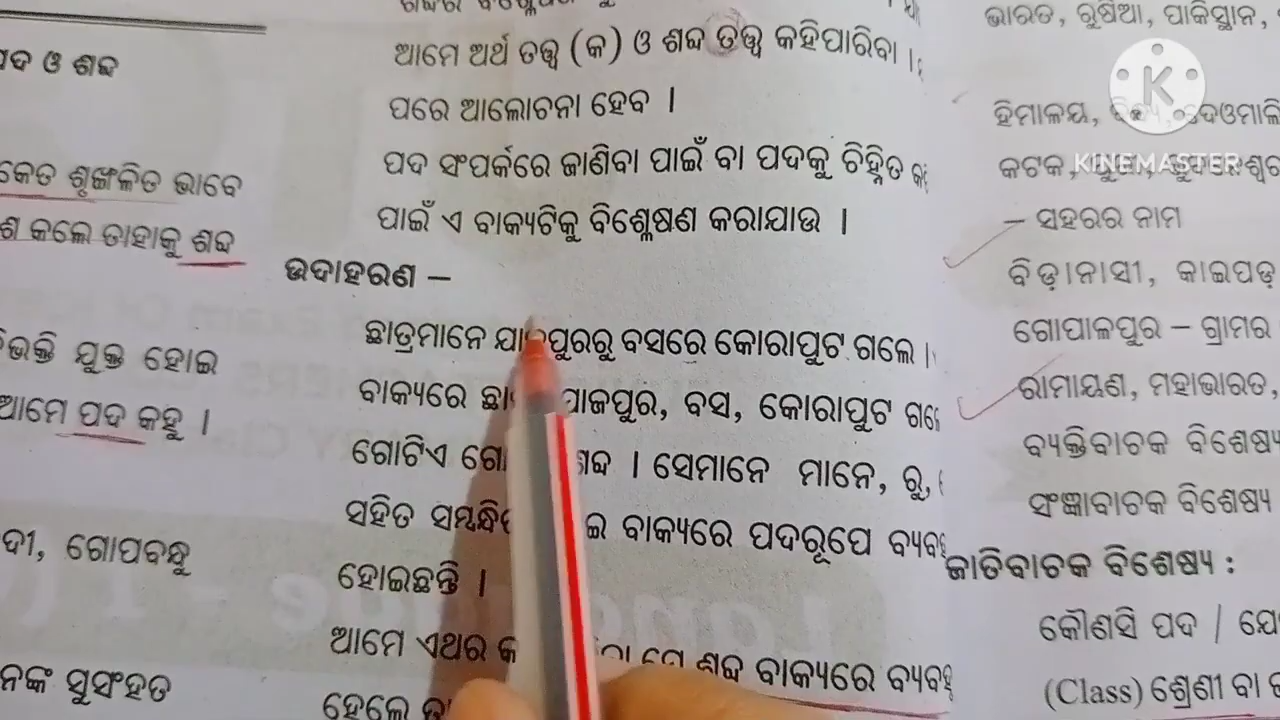 ପଦ ଓ ଶବ୍ଦ
କେତ ଶୃଙ୍ଖଳିତ ଭାବେ
କଲେ ତାହାକୁ ଶବ୍ଦ
ଯୁକ୍ତ ହୋଇ
ଆମେ ପଦ କହୁ ।
ଗୋପବନ୍ଧୁ
ସୁସଂହତ
ଆମେ ଅର୍ଥ ତତ୍ତ୍ୱ (କ) ଓ ଶବ୍ଦ ତତ୍ତ୍ୱ କହିପାରିବା ।
ପରେ ଆଲୋଚନା ହେବ ।
ପଦ ସଂପର୍କରେ ଜାଣିବା ପାଇଁ ବା ପଦକୁ ଚିହ୍ନିତ
ପାଇଁ ଏ ବାକ୍ୟଟିକୁ ବିଶ୍ଳେଷଣ କରାଯାଉ ।
ଉଦାହରଣ –
ଛାତ୍ରମାନେ ଯାଜପୁରରୁ ବସରେ କୋରାପୁଟ ଗଲେ ।
ବାକ୍ୟରେ ଯାଜପୁର, ବସ, କୋରାପୁଟ
ଗୋଟିଏ ଶବ୍ଦ । ସେମାନେ ମାନେ, ରୁ,
ସହିତ ବାକ୍ୟରେ ପଦରୂପେ
ହୋଇଛନ୍ତି ।
ଆମେ ଏଥର ଶବ୍ଦ ବାକ୍ୟରେ
ହେଲେ
ଭାରତ, ରୁଷିଆ, ପାକିସ୍ଥାନ,
ହିମାଳୟ,
କଟକ,
– ସହରର ନାମ
ବିଡ଼ାନାସୀ,
ଗୋପାଳପୁର – ଗ୍ରାମର
ରାମାୟଣ, ମହାଭାରତ,
ବ୍ୟକ୍ତିବାଚକ ବିଶେଷ୍ୟ
ସଂଜ୍ଞାବାଚକ ବିଶେଷ୍ୟ
ଜାତିବାଚକ ବିଶେଷ୍ୟ :
କୌଣସି ପଦ /
(Class) ଶ୍ରେଣୀ ବା
K
KINEMASTER